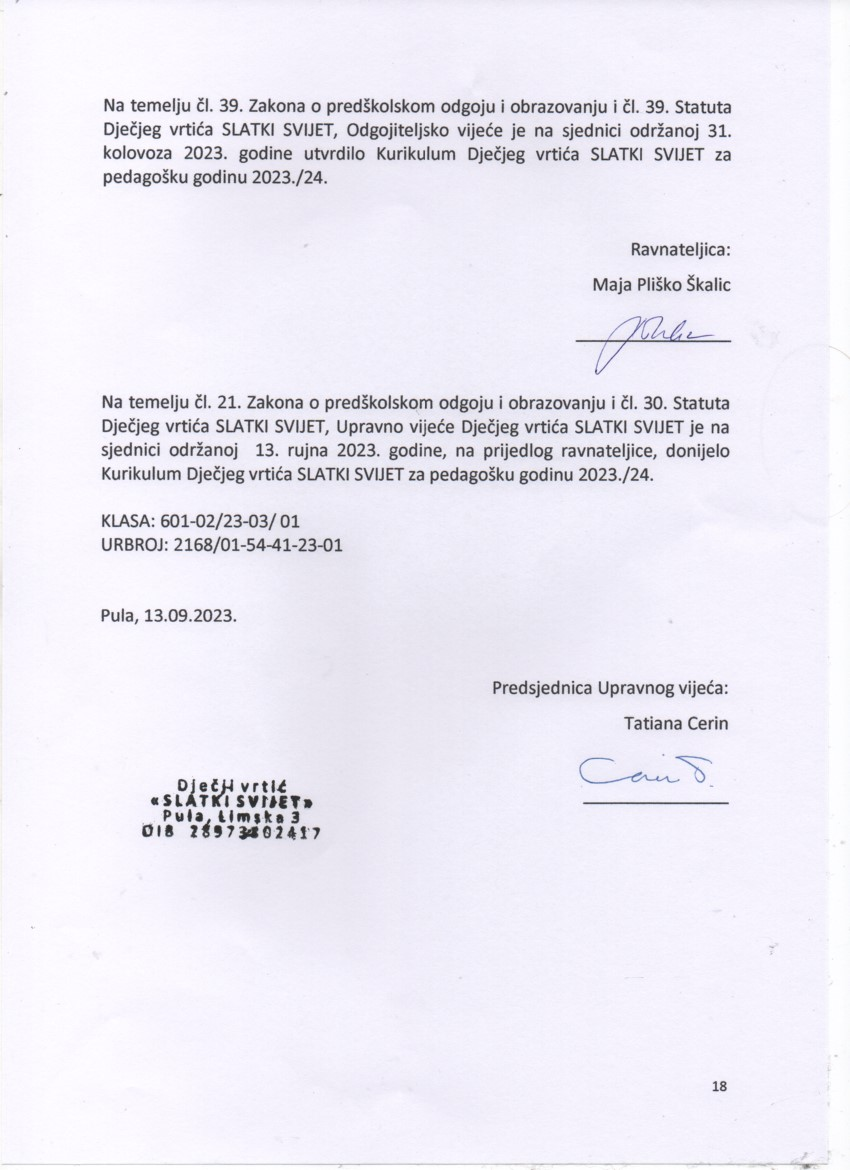 Na temelju čl. 39. Zakona o predškolskom odgoju i obrazovanju i čl. 39. Statuta
Dječjeg vrtića SLATKI SVIJET, Odgojiteljsko vijeće je na sjednici održanoj 31.
kolovoza 2023. godine utvrdilo Kurikulum Dječjeg vrtića SLATKI SVIJET za
pedagošku godinu 2023./24.
Ravnateljica:
Maja Pliško Škalic
Na temelju čl. 21. Zakona o predškolskom odgoju i obrazovanju i čl. 30. Statuta
Dječjeg vrtića SLATKI SVIJET, Upravno vijeće Dječjeg vrtića SLATKI SVIJET je na
sjednici održanoj 13. rujna 2023. godine, na prijedlog ravnateljice, donijelo
Kurikulum Dječjeg vrtića SLATKI SVIJET za pedagošku godinu 2023./24.
KLASA: 601-02/23-03/ 01
URBROJ: 2168/01-54-41-23-01
Pula, 13.09.2023.
Predsjednica Upravnog vijeća:
Tatiana Cerin
Cerin T.
Dječji vrtić
«SLATKI SVIJET»
Pula, Limska 3
OIB
18